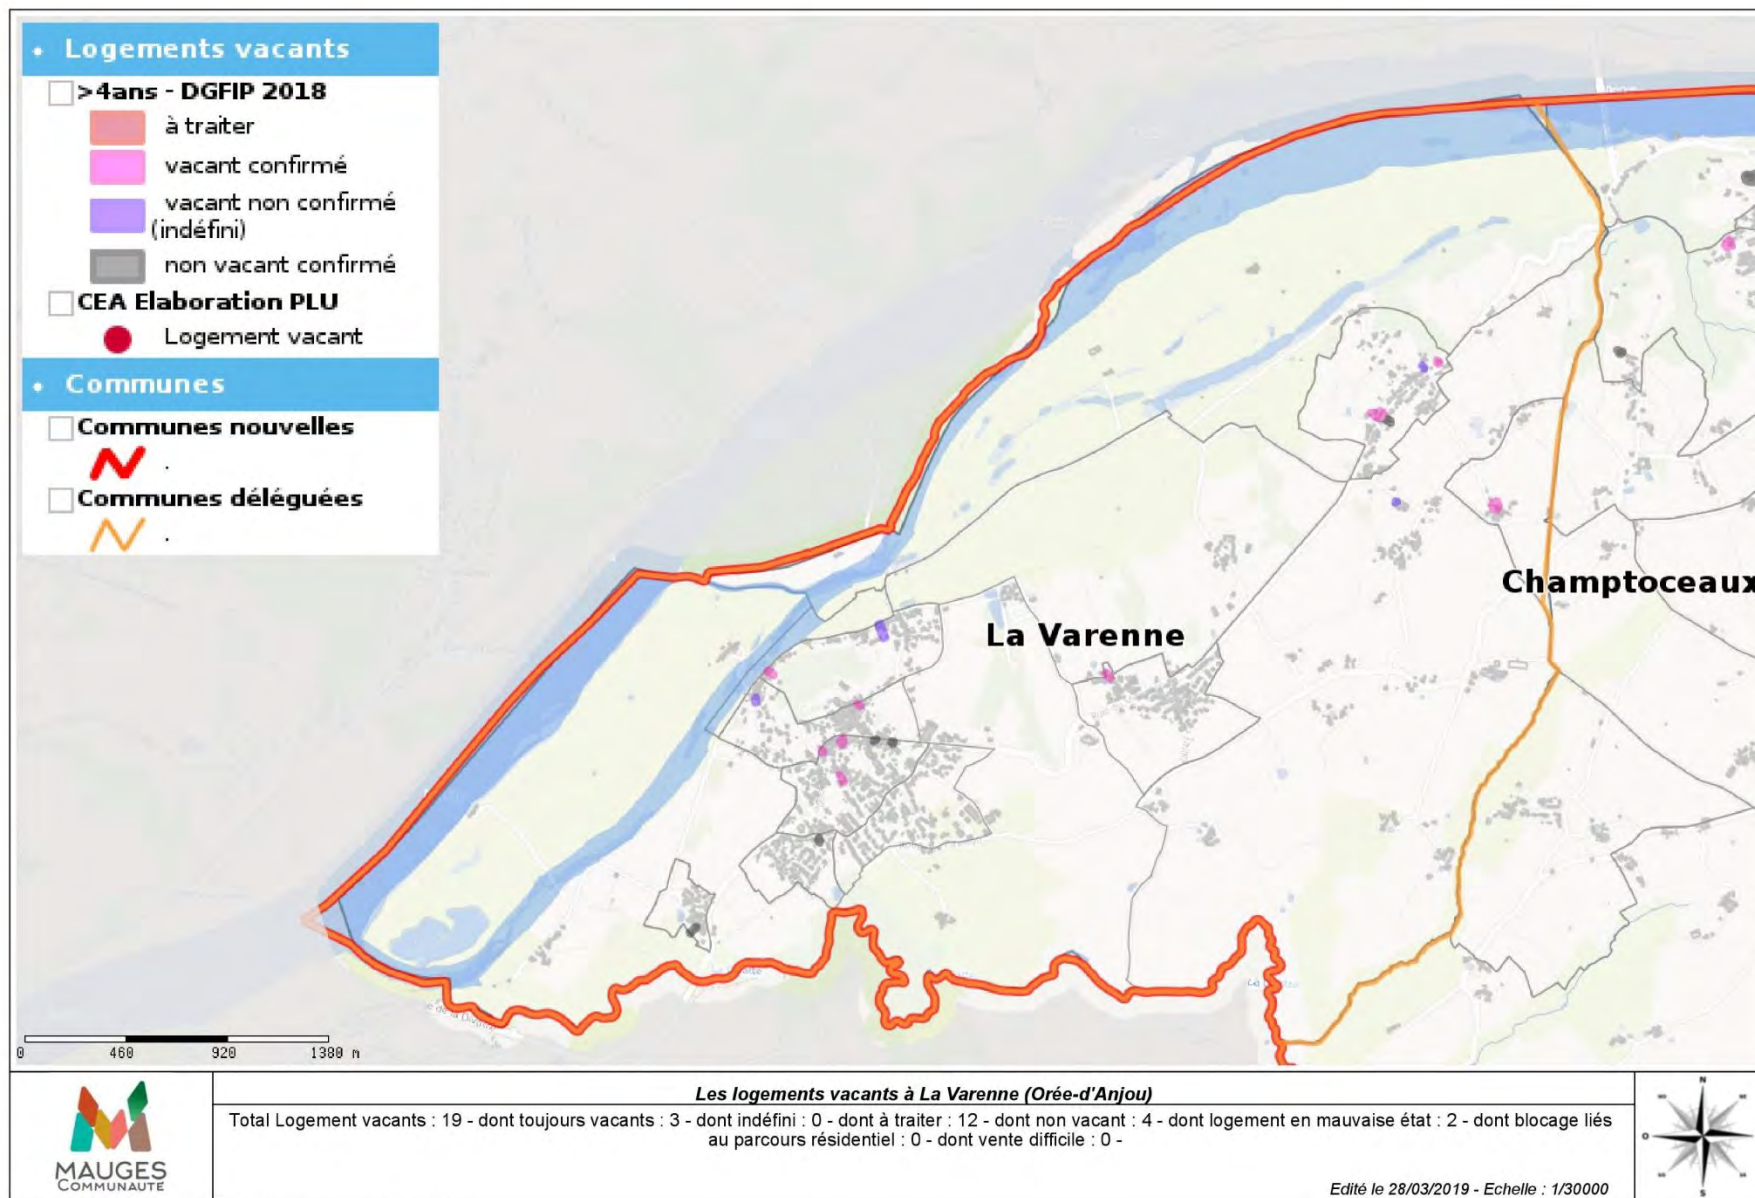 Logements vacants
>4ans - DGFIP 2018
à traiter
vacant confirmé
vacant non confirmé
(indéfini)
non vacant confirmé
CEA Elaboration PLU
Logement vacant
Communes
Communes nouvelles
.
Communes déléguées
.
Champtoceaux
La Varenne
0 460 920 1380 m
MAUGES
COMMUNAUTÉ
Les logements vacants à La Varenne (Orée-d'Anjou)
Total Logement vacants : 19 - dont toujours vacants : 3 - dont indéfini : 0 - dont à traiter : 12 - dont non vacant : 4 - dont logement en mauvaise état : 2 - dont blocage liés
au parcours résidentiel : 0 - dont vente difficile : 0 -
Edité le 28/03/2019 - Echelle : 1/30000
N
O
S